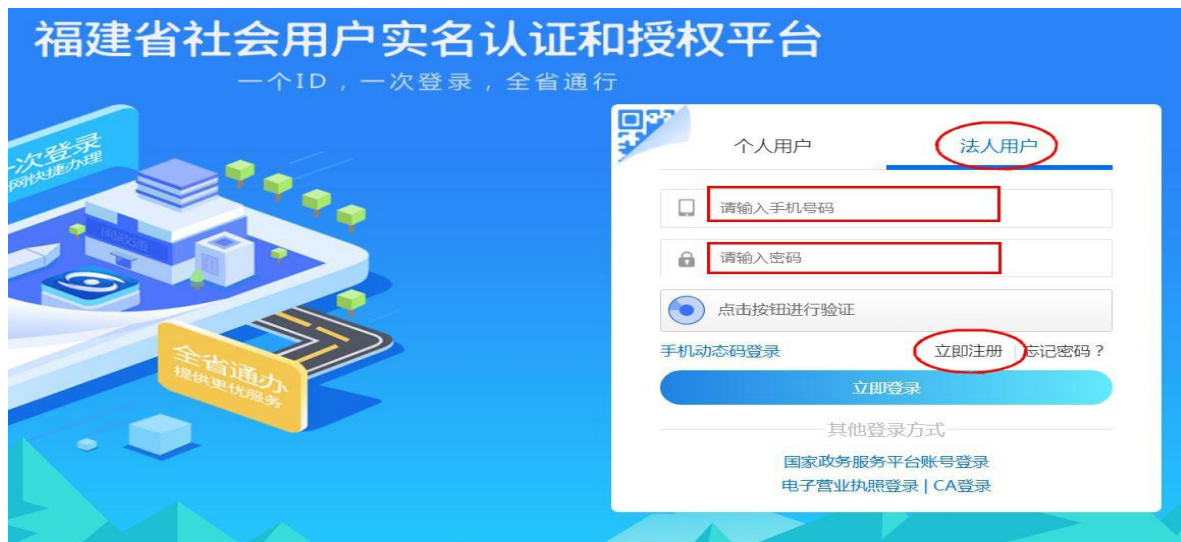 福建省社会用户实名认证和授权平台
一个ID，一次登录，全省通行
一次登录
网快捷办理
全省通办
提供更优服务
个人用户
法人用户
请输入手机号码
请输入密码
点击按钮进行验证
手机动态码登录
立即注册
忘记密码？
立即登录
其他登录方式
国家政务服务平台账号登录
电子营业执照登录 | CA登录